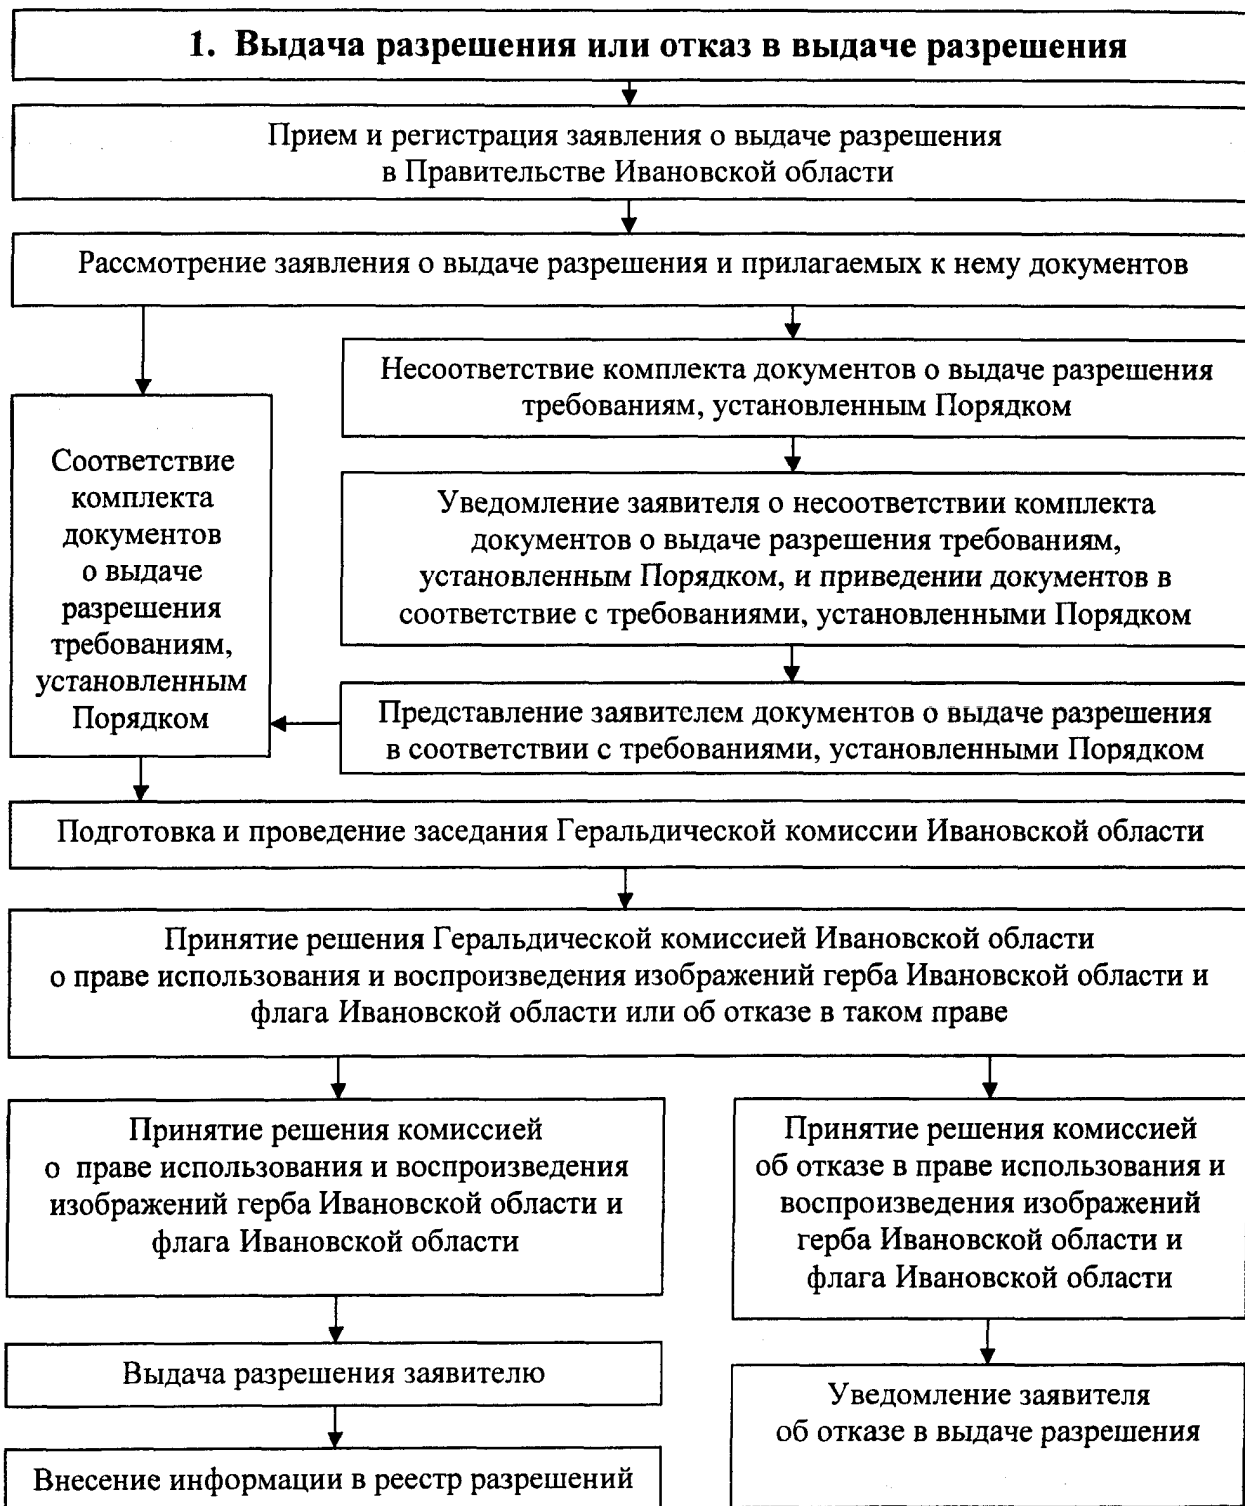 1. Выдача разрешения или отказ в выдаче разрешения
Прием и регистрация заявления о выдаче разрешения
в Правительстве Ивановской области
Рассмотрение заявления о выдаче разрешения и прилагаемых к нему документов
Несоответствие комплекта документов о выдаче разрешения
требованиям, установленным Порядком
Соответствие
комплекта
документов
о выдаче
разрешения
требованиям,
установленным
Порядком
Уведомление заявителя о несоответствии комплекта
документов о выдаче разрешения требованиям,
установленным Порядком, и приведении документов в
соответствие с требованиями, установленными Порядком
Представление заявителем документов о выдаче разрешения
в соответствии с требованиями, установленными Порядком
Подготовка и проведение заседания Геральдической комиссии Ивановской области
Принятие решения Геральдической комиссией Ивановской области
о праве использования и воспроизведения изображений герба Ивановской области и
флага Ивановской области или об отказе в таком праве
Принятие решения комиссией
о праве использования и воспроизведения
изображений герба Ивановской области и
флага Ивановской области
Принятие решения комиссией
об отказе в праве использования и
воспроизведения изображений
герба Ивановской области и
флага Ивановской области
Выдача разрешения заявителю
Внесение информации в реестр разрешений
Уведомление заявителя
об отказе в выдаче разрешения